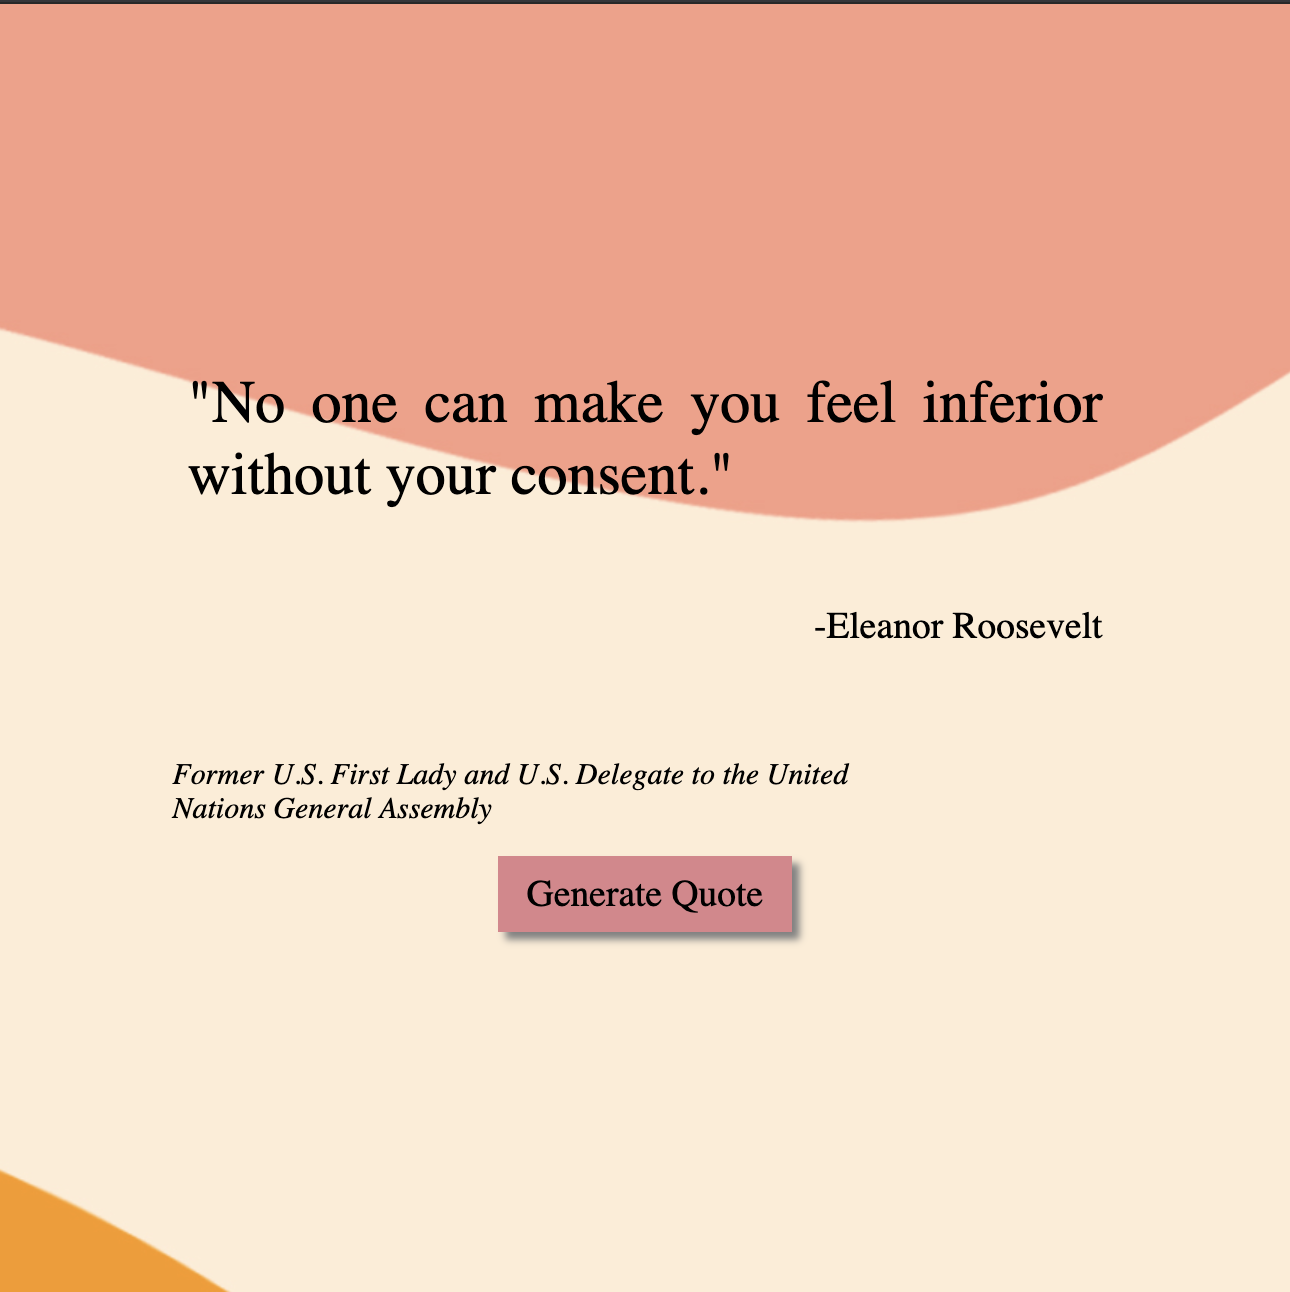 "No one can make you feel inferior
without your consent."
-Eleanor Roosevelt
Former U.S. First Lady and U.S. Delegate to the United
Nations General Assembly
Generate Quote